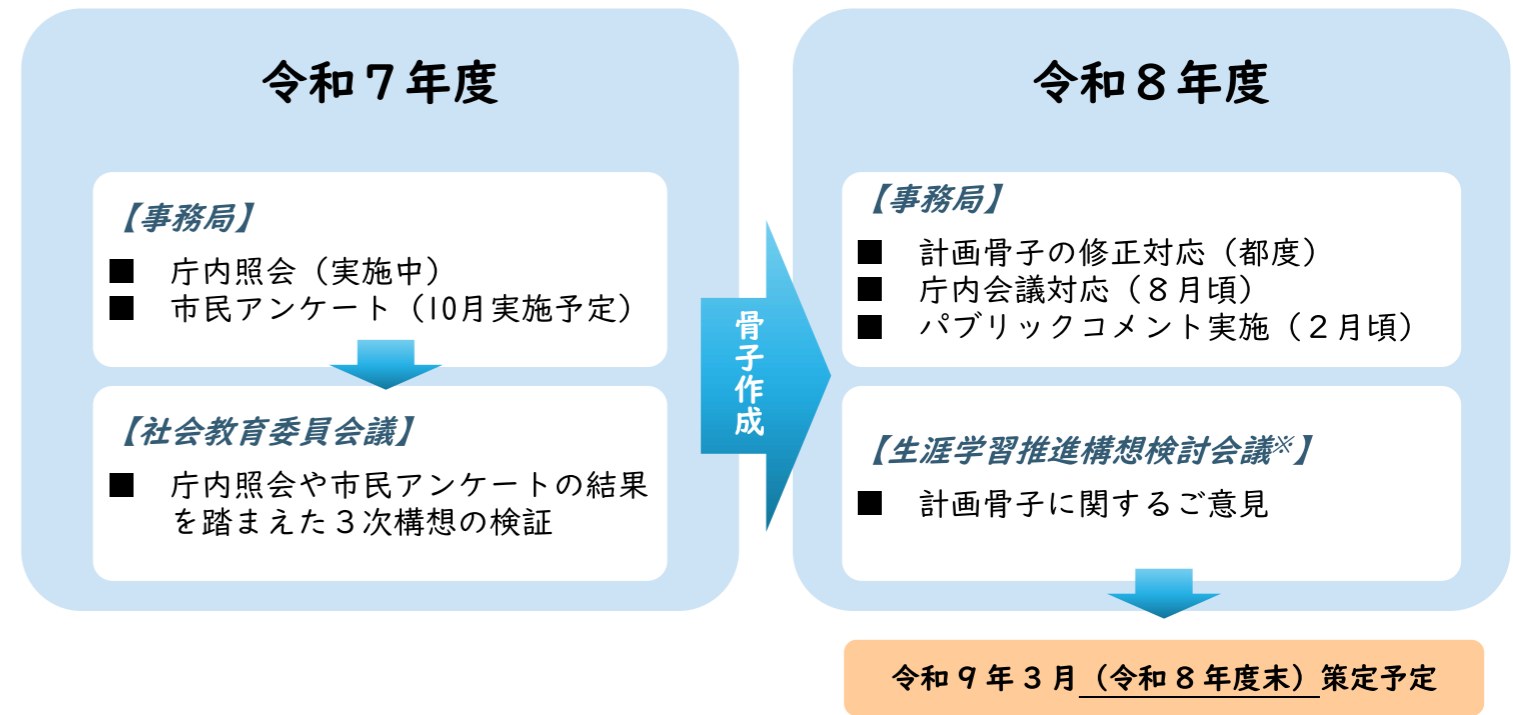 令和７年度
【事務局】
■ 庁内照会（実施中）
■ 市民アンケート（10月実施予定）
【社会教育委員会議】
■ 庁内照会や市民アンケートの結果
を踏まえた３次構想の検証
骨子作成
令和８年度
【事務局】
■ 計画骨子の修正対応（都度）
■ 庁内会議対応（８月頃）
■ パブリックコメント実施（２月頃）
【生涯学習推進構想検討会議※】
■ 計画骨子に関するご意見
令和９年３月（令和８年度末）策定予定